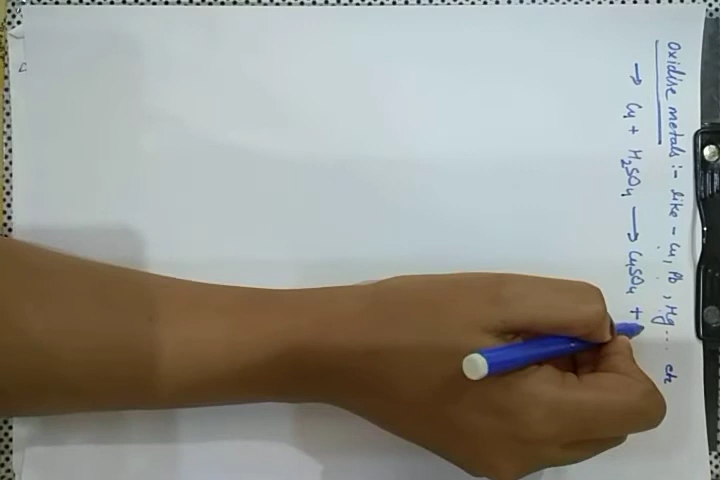 Oxidise metals :- like - Cu, Pb, Hg ... etc
→ Cu + H₂SO₄ → CuSO₄ +